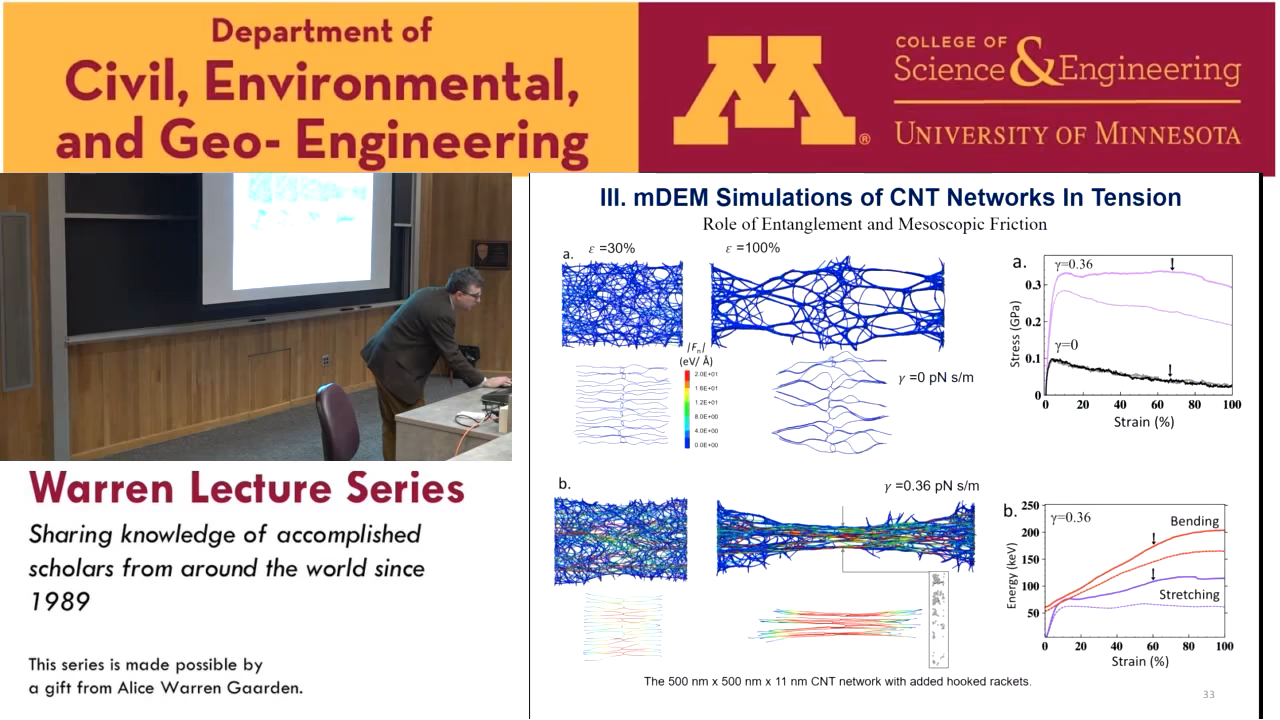 Department of
Civil, Environmental,
and Geo- Engineering
M
®
COLLEGE OF
Science & Engineering
UNIVERSITY OF MINNESOTA
III. mDEM Simulations of CNT Networks In Tension
Role of Entanglement and Mesoscopic Friction
a.
ε =30%
ε =100%
|Fn|
(eV/ Å)
2.0E+01
1.6E+01
1.2E+01
8.0E+00
4.0E+00
0.0E+00
γ =0 pN s/m
a.
γ=0.36
γ=0
Stress (GPa)
0.3
0.2
0.1
0
0 20 40 60 80 100
Strain (%)
b.
γ =0.36 pN s/m
b.
γ=0.36
Bending
Stretching
Energy (keV)
250
200
150
100
50
0 20 40 60 80 100
Strain (%)
The 500 nm x 500 nm x 11 nm CNT network with added hooked rackets.
33
Warren Lecture Series
Sharing knowledge of accomplished
scholars from around the world since
1989
This series is made possible by
a gift from Alice Warren Gaarden.